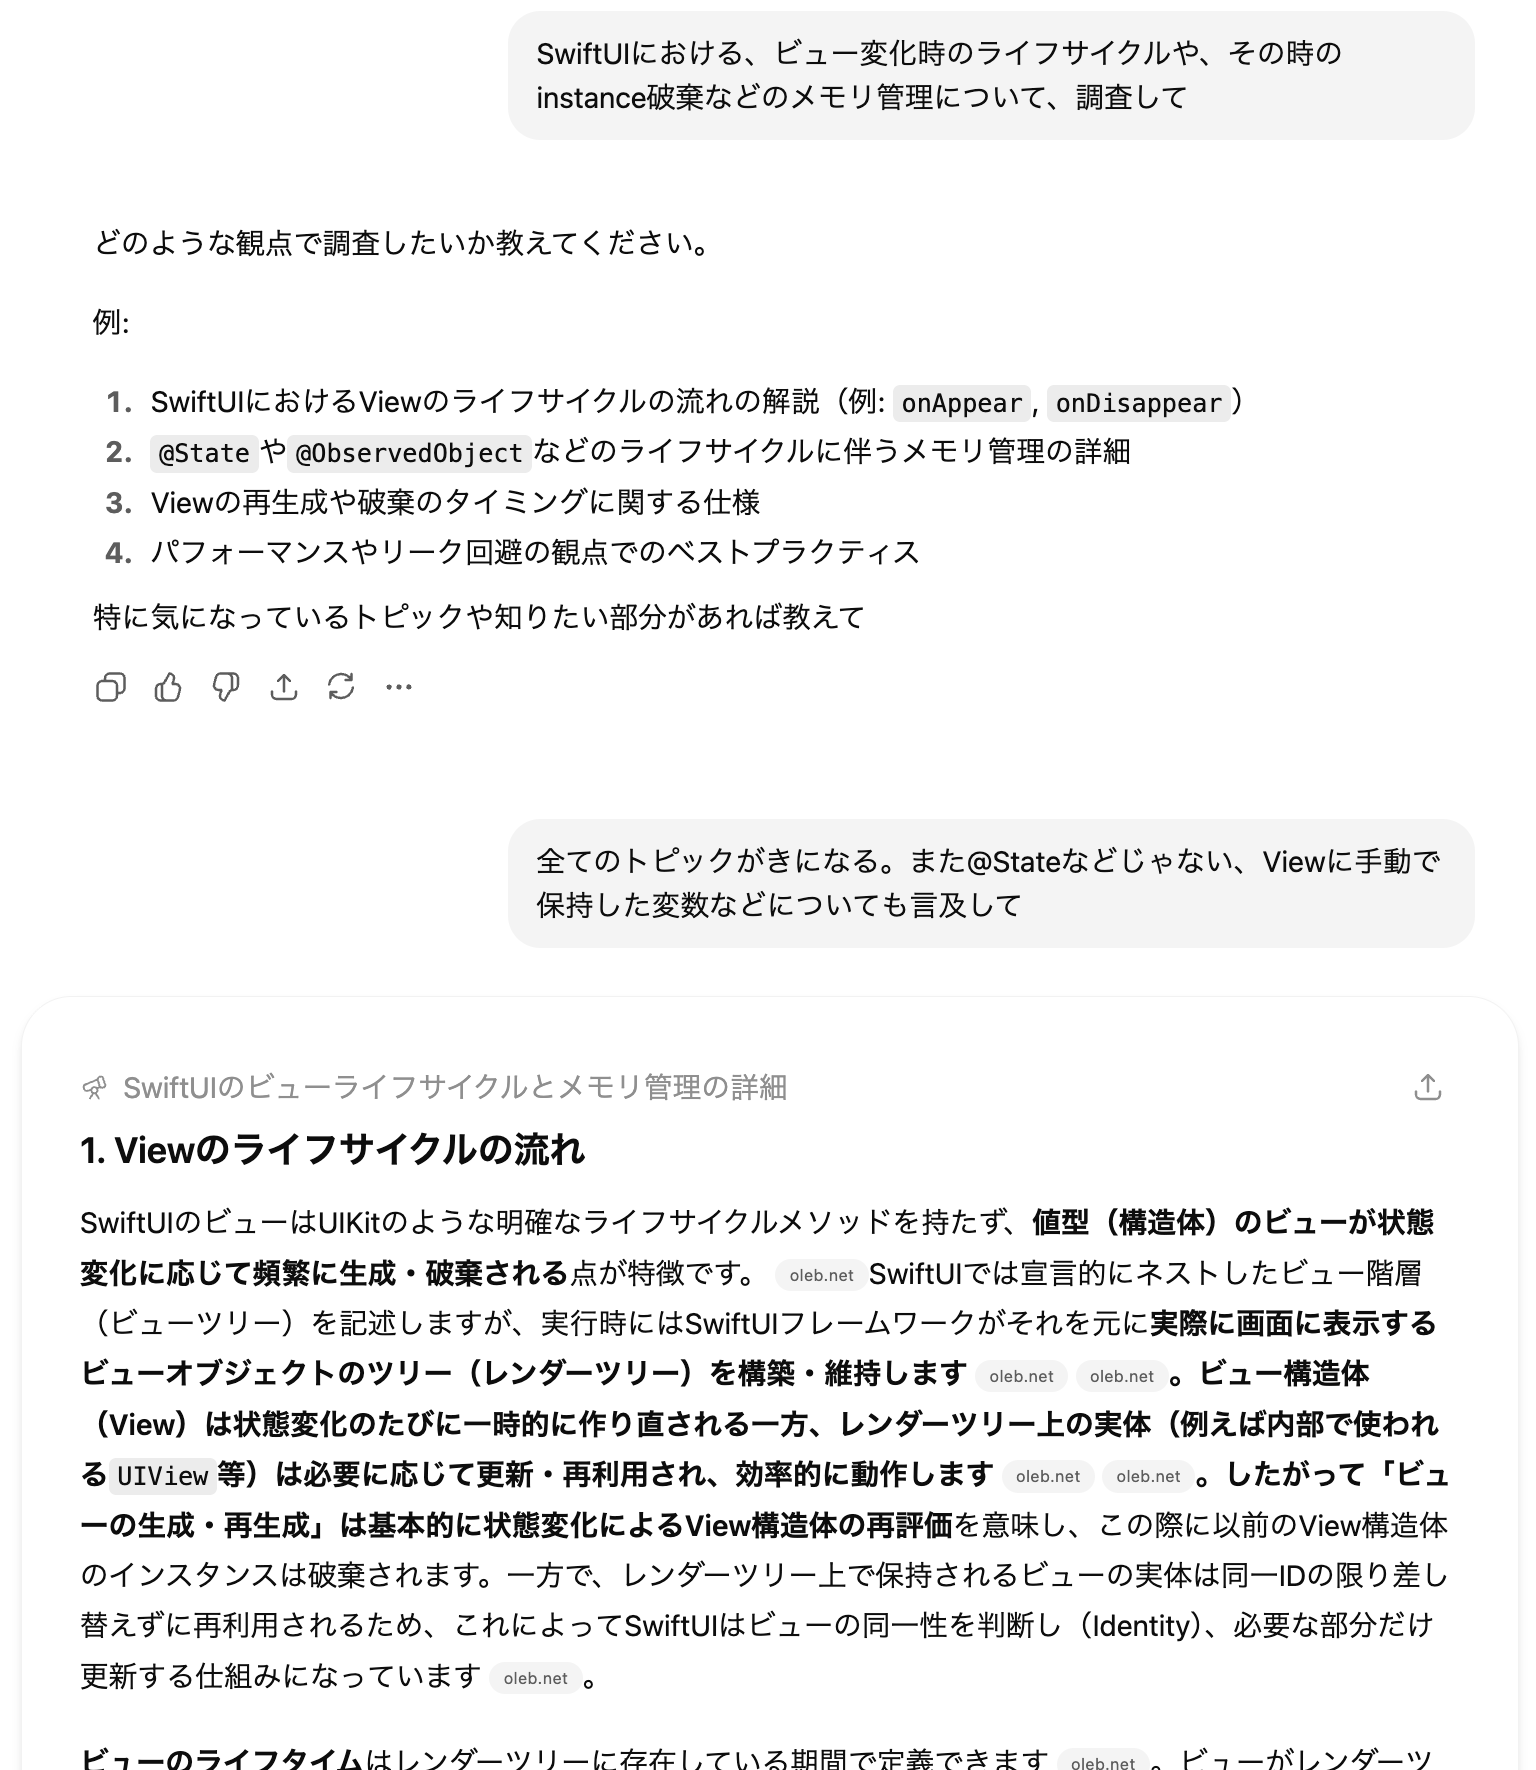 SwiftUIにおける、ビュー変化時のライフサイクルや、その時の
instance破棄などのメモリ管理について、調査して
どのような観点で調査したいか教えてください。
例:
1. SwiftUIにおけるViewのライフサイクルの流れの解説（例: onAppear, onDisappear）
2. @Stateや@ObservedObjectなどのライフサイクルに伴うメモリ管理の詳細
3. Viewの再生成や破棄のタイミングに関する仕様
4. パフォーマンスやリーク回避の観点でのベストプラクティス
特に気になっているトピックや知りたい部分があれば教えて
全てのトピックがきになる。また@Stateなどじゃない、Viewに手動で
保持した変数などについても言及して
SwiftUIのビューライフサイクルとメモリ管理の詳細
1. Viewのライフサイクルの流れ
SwiftUIのビューはUIKitのような明確なライフサイクルメソッドを持たず、値型（構造体）のビューが状態
変化に応じて頻繁に生成・破棄される点が特徴です。 oleb.net SwiftUIでは宣言的にネストしたビュー階層
（ビューツリー）を記述しますが、実行時にはSwiftUIフレームワークがそれを元に実際に画面に表示する
ビューオブジェクトのツリー（レンダーツリー）を構築・維持します oleb.net oleb.net 。ビュー構造体
（View）は状態変化のたびに一時的に作り直される一方、レンダーツリー上の実体（例えば内部で使われ
るUIView等）は必要に応じて更新・再利用され、効率的に動作します oleb.net oleb.net 。したがって「ビュ
ーの生成・再生成」は基本的に状態変化によるView構造体の再評価を意味し、この際に以前のView構造体
のインスタンスは破棄されます。一方で、レンダーツリー上で保持されるビューの実体は同一IDの限り差し
替えずに再利用されるため、これによってSwiftUIはビューの同一性を判断し（Identity）、必要な部分だけ
更新する仕組みになっています oleb.net 。
ビューのライフタイムはレンダーツリーに存在している期間で定義できます oleb.net 。ビューがレンダーツ